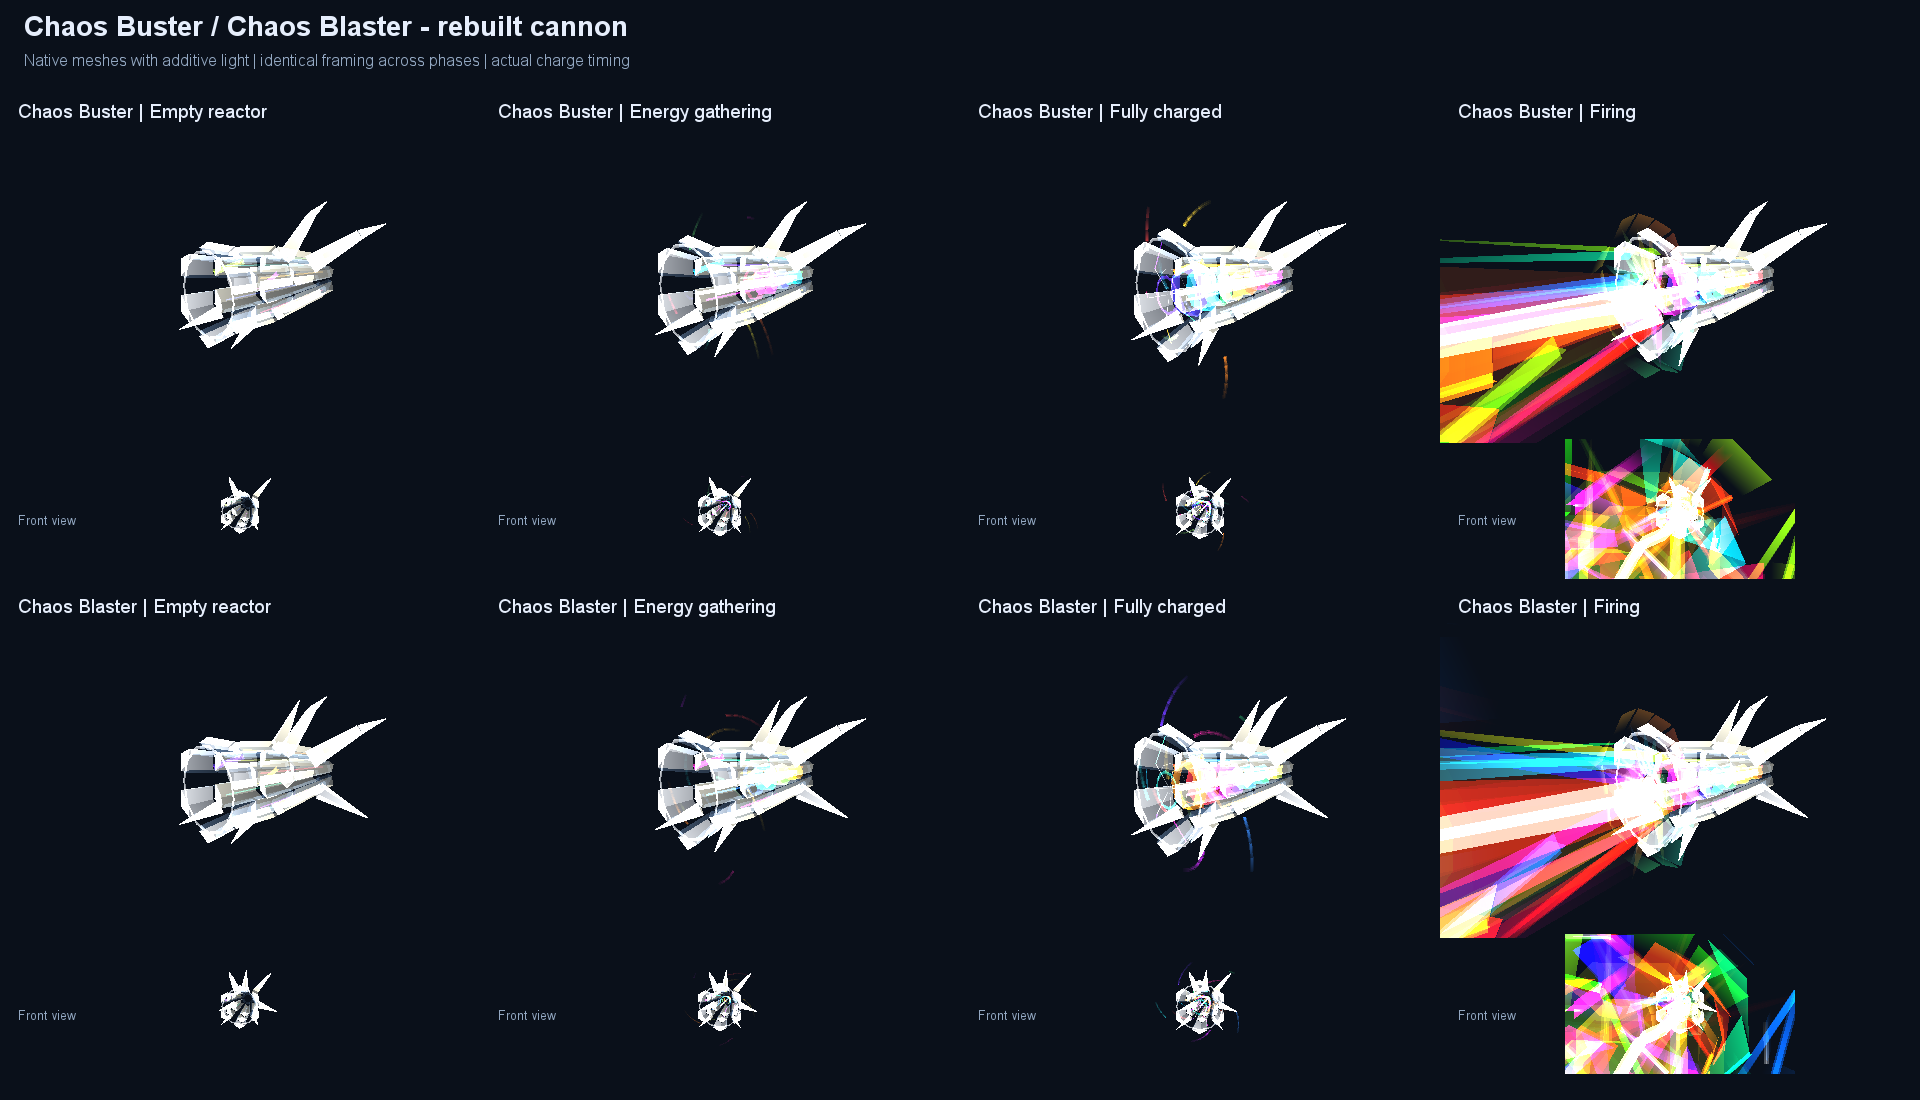 Chaos Buster / Chaos Blaster - rebuilt cannon
Native meshes with additive light | identical framing across phases | actual charge timing
Chaos Buster | Empty reactor
Chaos Buster | Energy gathering
Chaos Buster | Fully charged
Chaos Buster | Firing
Front view
Front view
Front view
Front view
Chaos Blaster | Empty reactor
Chaos Blaster | Energy gathering
Chaos Blaster | Fully charged
Chaos Blaster | Firing
Front view
Front view
Front view
Front view